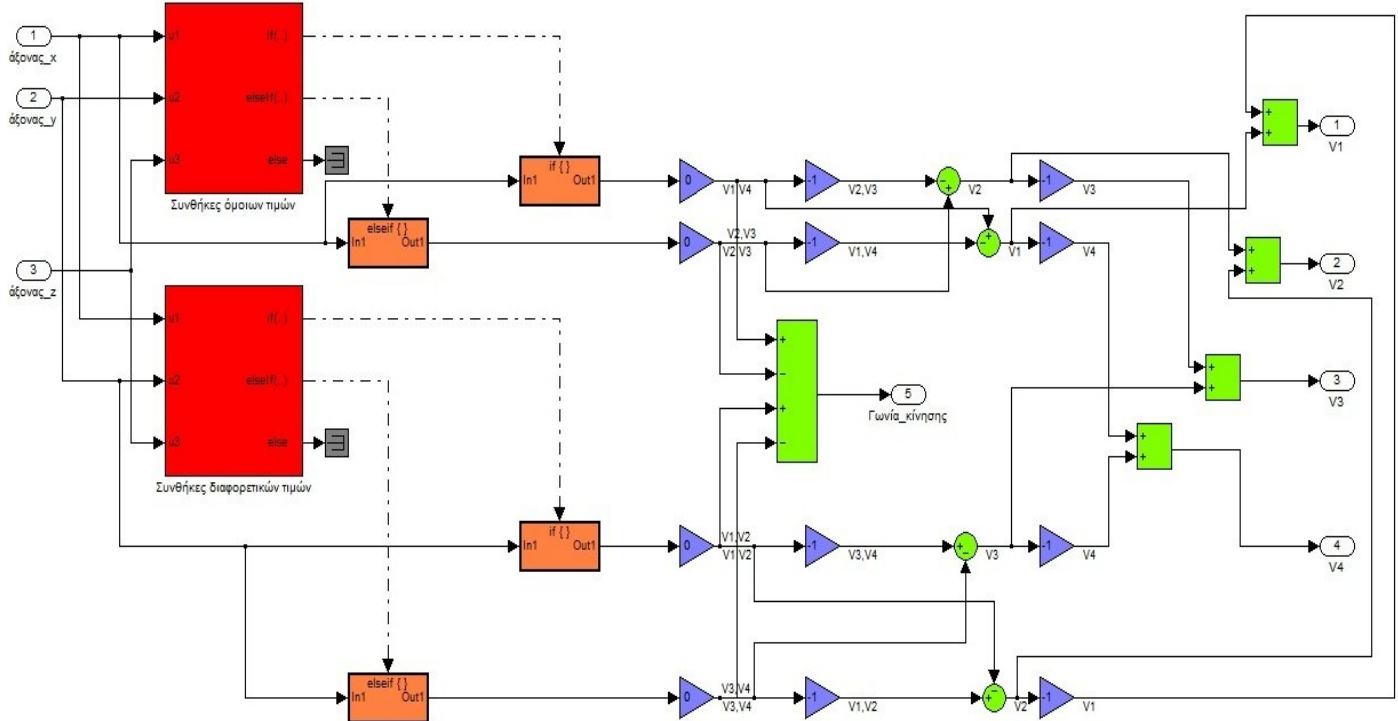 1
άξονας_x
2
άξονας_y
3
άξονας_z
u1
u2
u3
if(..)
elseif(..)
else
Συνθήκες όμοιων τιμών
u1
u2
u3
if(..)
elseif(..)
else
Συνθήκες διαφορετικών τιμών
if { }
In1
Out1
elseif { }
In1
Out1
if { }
In1
Out1
elseif { }
In1
Out1
0
V1,V4
-1
V2,V3
V2
-1
V3
0
V2,V3
V2,V3
-1
V1,V4
V1
-1
V4
5
Γωνία_κίνησης
0
V1,V2
V1,V2
-1
V3,V4
V3
-1
V4
0
V3,V4
V3,V4
-1
V1,V2
V2
-1
V1
1
V1
2
V2
3
V3
4
V4